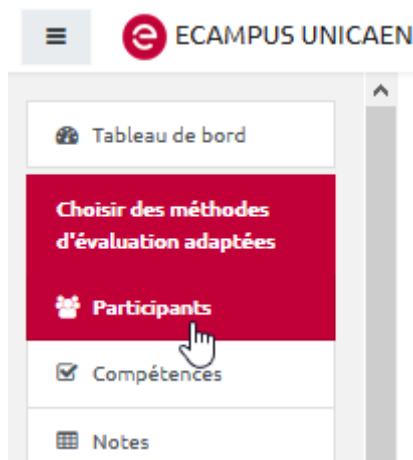 ECAMPUS UNICAEN
Tableau de bord
Choisir des méthodes
d'évaluation adaptées
Participants
Compétences
Notes